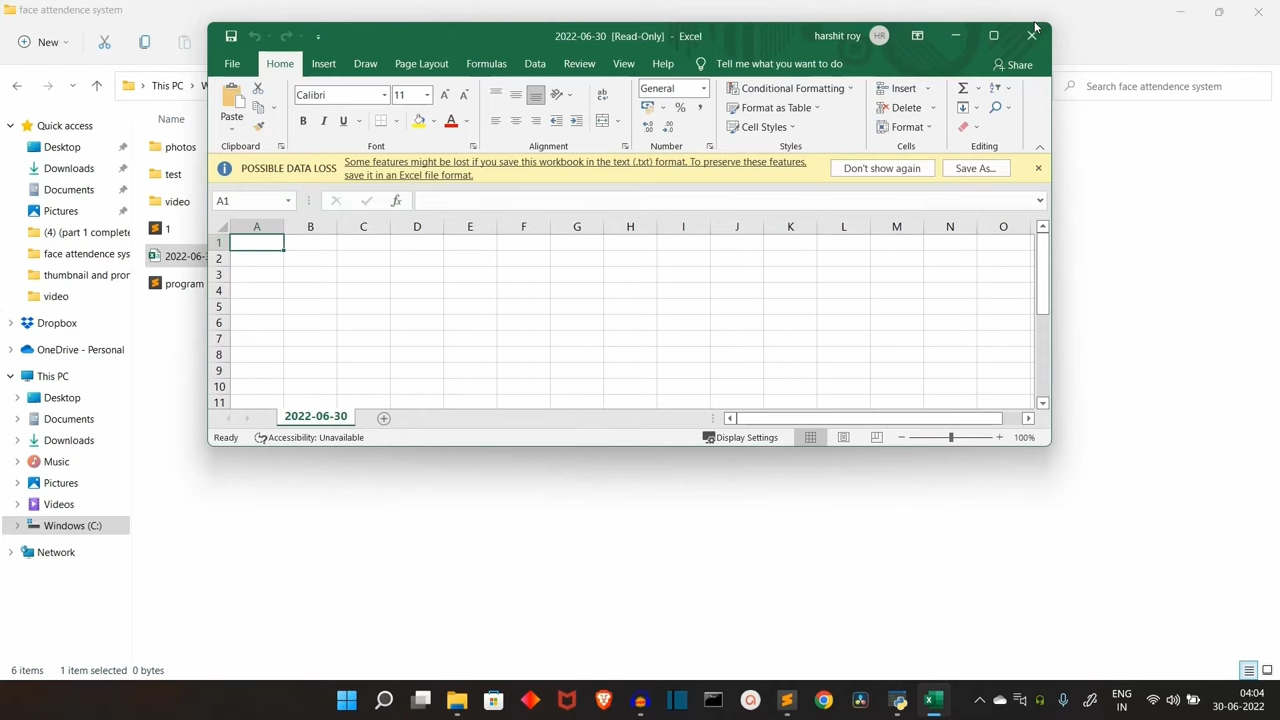 face attendence system
New
This PC
W
Search face attendence system
Quick access
Desktop
Downloads
Documents
Pictures
(4) (part 1 complete
face attendence sys
thumbnail and pron
video
Dropbox
OneDrive - Personal
This PC
Desktop
Documents
Downloads
Music
Pictures
Videos
Windows (C:)
Network
Name
photos
test
video
1
2022-06-3
program
6 items 1 item selected 0 bytes
2022-06-30 [Read-Only] - Excel
harshit roy HR
File Home Insert Draw Page Layout Formulas Data Review View Help Tell me what you want to do
Share
Paste
Clipboard
Calibri 11
B I U
Font
Alignment
General
%
Number
Conditional Formatting
Format as Table
Cell Styles
Styles
Insert
Delete
Format
Cells
Editing
POSSIBLE DATA LOSS Some features might be lost if you save this workbook in the text (.txt) format. To preserve these features,
save it in an Excel file format.
Don't show again
Save As...
A1
fx
A B C D E F G H I J K L M N O
1
2
3
4
5
6
7
8
9
10
11
2022-06-30
Ready Accessibility: Unavailable
Display Settings
100%
ENG
IN
04:04
30-06-2022